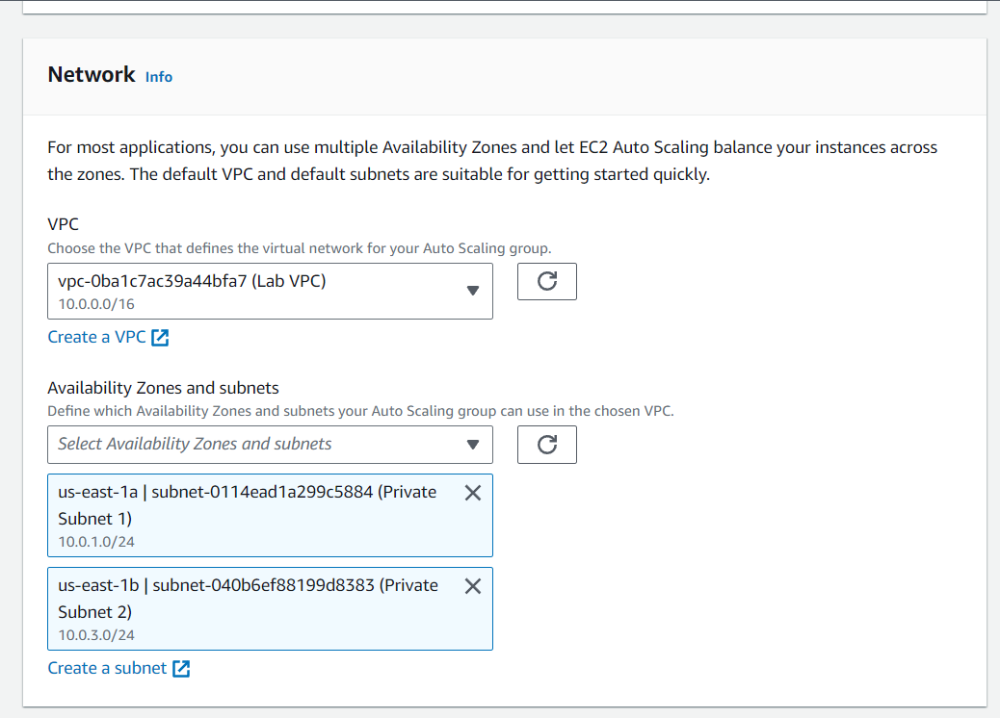 Network Info
For most applications, you can use multiple Availability Zones and let EC2 Auto Scaling balance your instances across
the zones. The default VPC and default subnets are suitable for getting started quickly.
VPC
Choose the VPC that defines the virtual network for your Auto Scaling group.
vpc-0ba1c7ac39a44bfa7 (Lab VPC)
10.0.0.0/16
Create a VPC
Availability Zones and subnets
Define which Availability Zones and subnets your Auto Scaling group can use in the chosen VPC.
Select Availability Zones and subnets
us-east-1a | subnet-0114ead1a299c5884 (Private
Subnet 1)
10.0.1.0/24
us-east-1b | subnet-040b6ef88199d8383 (Private
Subnet 2)
10.0.3.0/24
Create a subnet